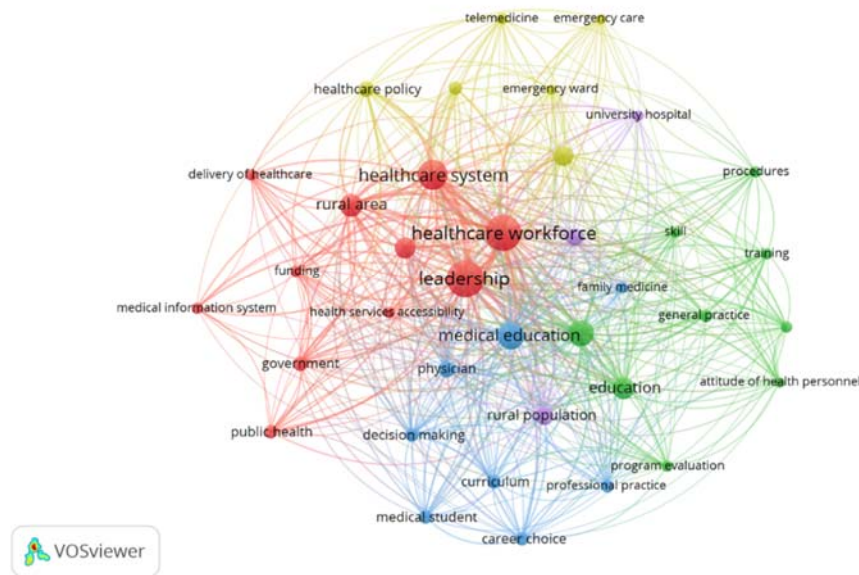 telemedicine
emergency care
healthcare policy
emergency ward
university hospital
delivery of healthcare
healthcare system
procedures
rural area
healthcare workforce
skill
training
funding
leadership
family medicine
medical information system
health services accessibility
general practice
medical education
government
physician
attitude of health personnel
education
rural population
public health
decision making
program evaluation
curriculum
professional practice
medical student
career choice
VOSviewer